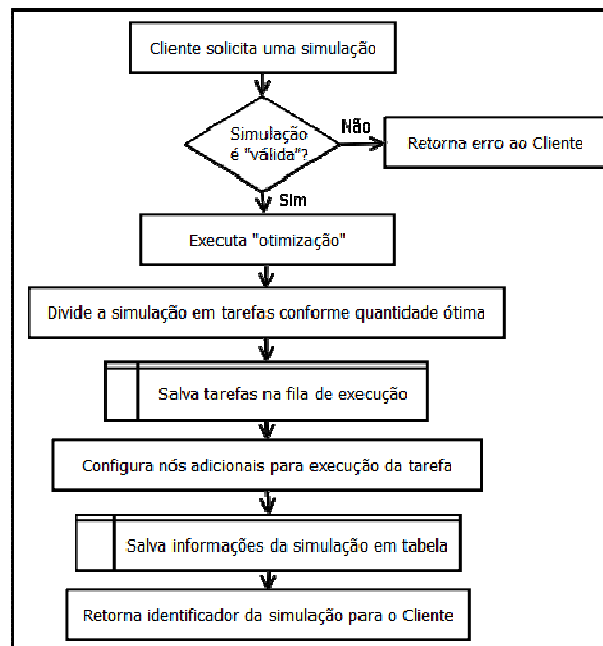 Cliente solicita uma simulação
Simulação
é "válida"?
Não
Retorna erro ao Cliente
Sim
Executa "otimização"
Divide a simulação em tarefas conforme quantidade ótima
Salva tarefas na fila de execução
Configura nós adicionais para execução da tarefa
Salva informações da simulação em tabela
Retorna identificador da simulação para o Cliente